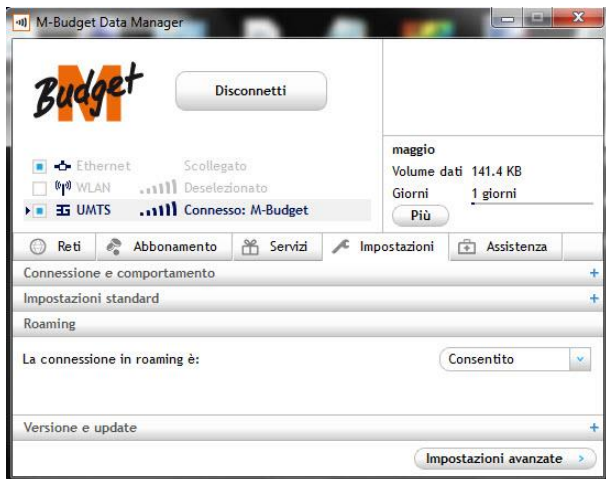 M-Budget Data Manager
M
Budget
Disconnetti
Ethernet Scollegato
WLAN Deselezionato
3G UMTS Connesso: M-Budget
maggio
Volume dati 141.4 KB
Giorni 1 giorni
Più
Reti Abbonamento Servizi Impostazioni Assistenza
Connessione e comportamento +
Impostazioni standard +
Roaming
La connessione in roaming è: Consentito
Versione e update +
Impostazioni avanzate >